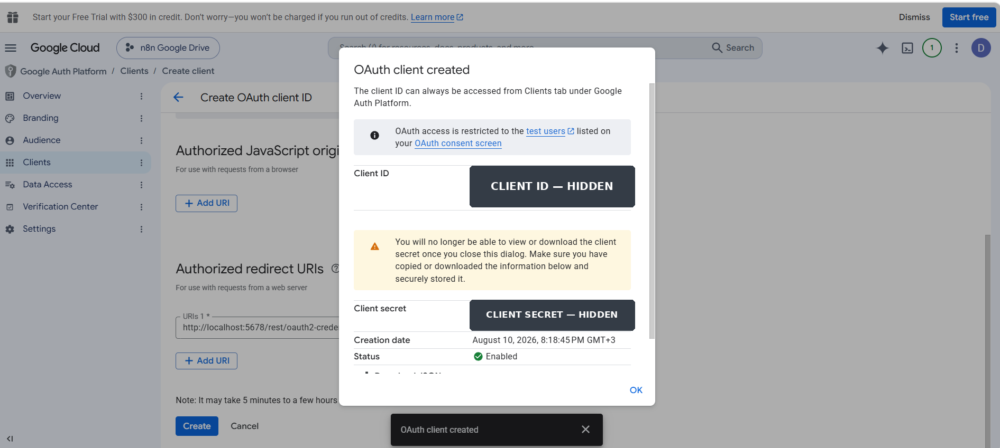 Start your Free Trial with $300 in credit. Don't worry—you won't be charged if you run out of credits. Learn more
Dismiss
Start free
Google Cloud
n8n Google Drive
Search (/) for resources, docs, products, and more
Search
1
D
Google Auth Platform / Clients / Create client
Overview
Branding
Audience
Clients
Data Access
Verification Center
Settings
Create OAuth client ID
Authorized JavaScript origi
For use with requests from a browser
+ Add URI
Authorized redirect URIs
For use with requests from a web server
URIs 1 *
http://localhost:5678/rest/oauth2-crede
+ Add URI
Note: It may take 5 minutes to a few hours
Create
Cancel
OAuth client created
The client ID can always be accessed from Clients tab under Google
Auth Platform.
OAuth access is restricted to the test users listed on
your OAuth consent screen
Client ID
CLIENT ID — HIDDEN
You will no longer be able to view or download the client
secret once you close this dialog. Make sure you have
copied or downloaded the information below and
securely stored it.
Client secret
CLIENT SECRET — HIDDEN
Creation date
August 10, 2026, 8:18:45 PM GMT+3
Status
Enabled
OK
OAuth client created